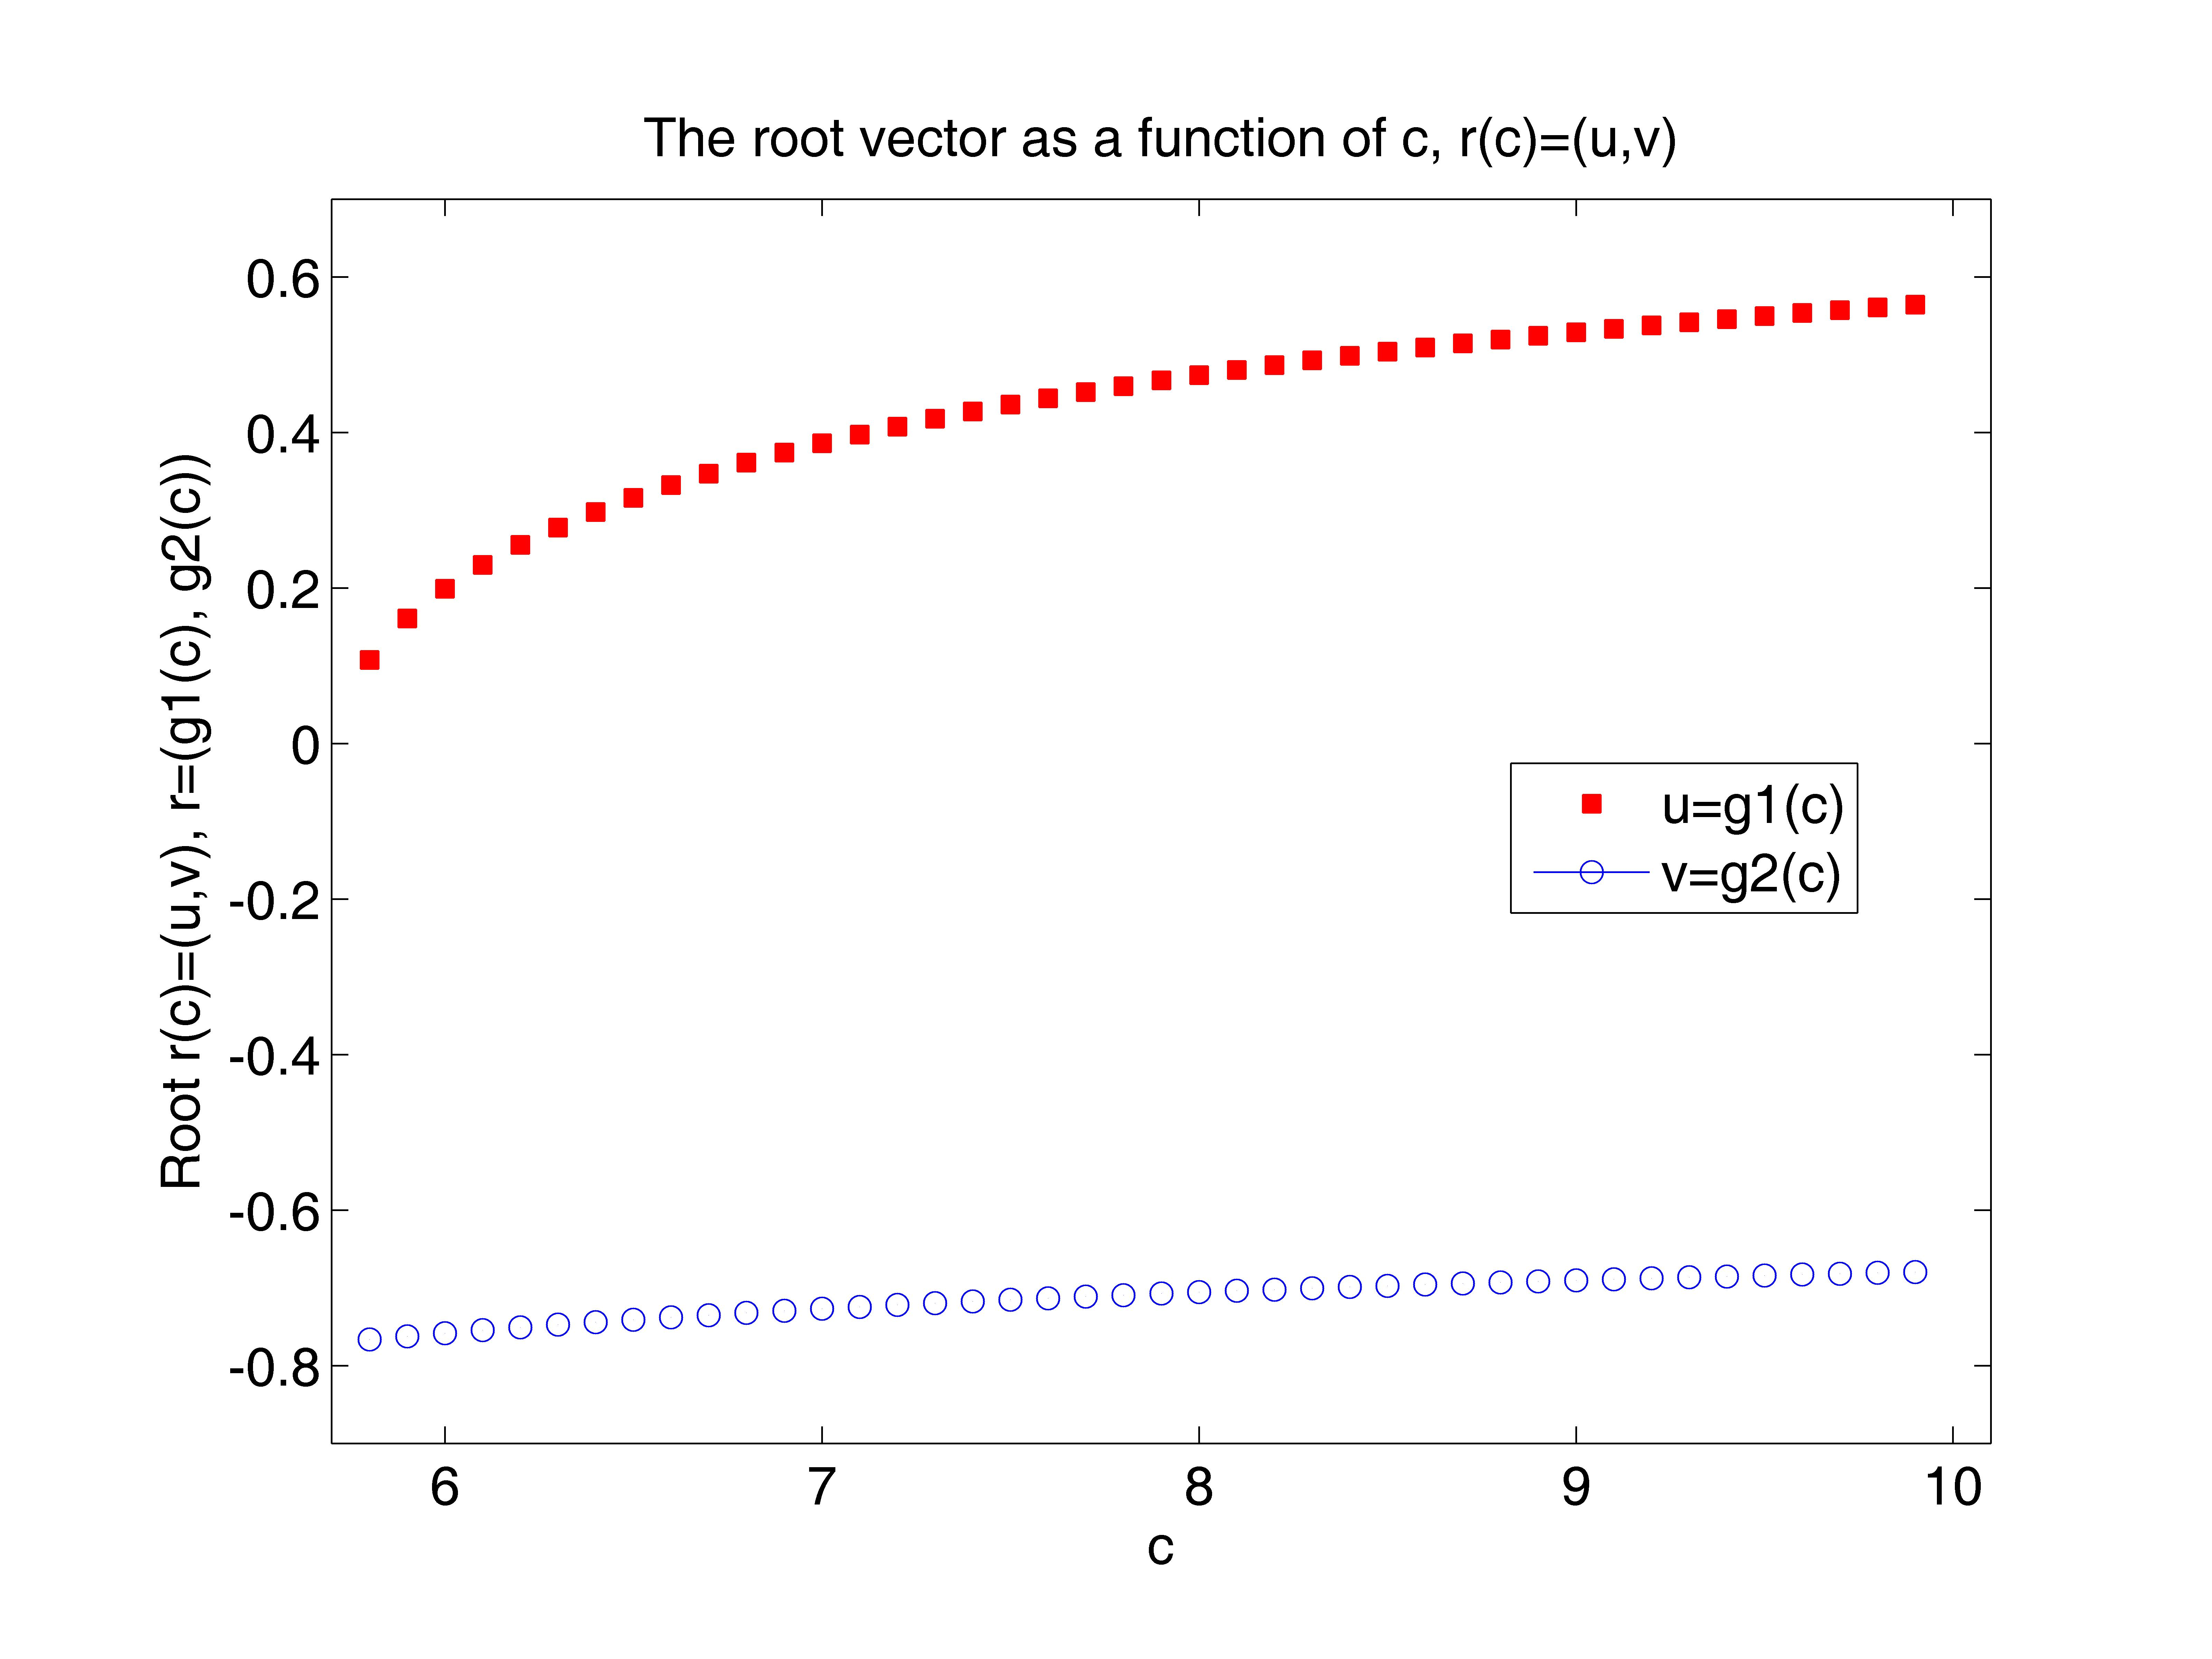 The root vector as a function of c, r(c)=(u,v)
Root r(c)=(u,v), r=(g1(c), g2(c))
0.6
0.4
0.2
0
-0.2
-0.4
-0.6
-0.8
u=g1(c)
v=g2(c)
6 7 8 9 10
c